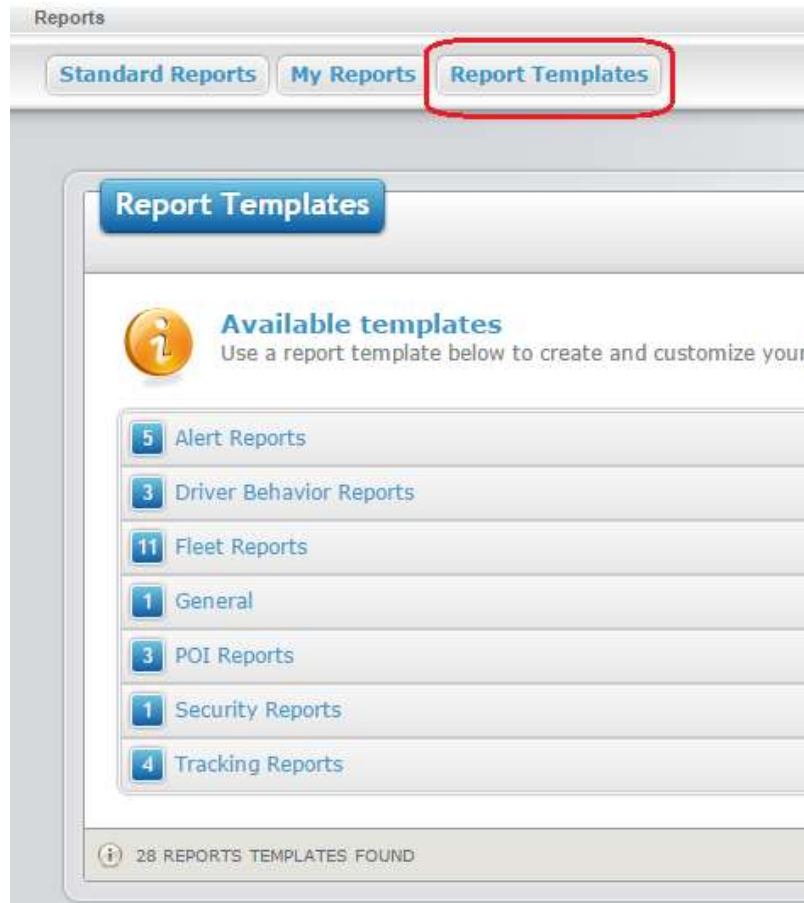 Reports
Standard Reports My Reports Report Templates
Report Templates
Available templates
Use a report template below to create and customize your
5 Alert Reports
3 Driver Behavior Reports
11 Fleet Reports
1 General
3 POI Reports
1 Security Reports
4 Tracking Reports
28 REPORTS TEMPLATES FOUND